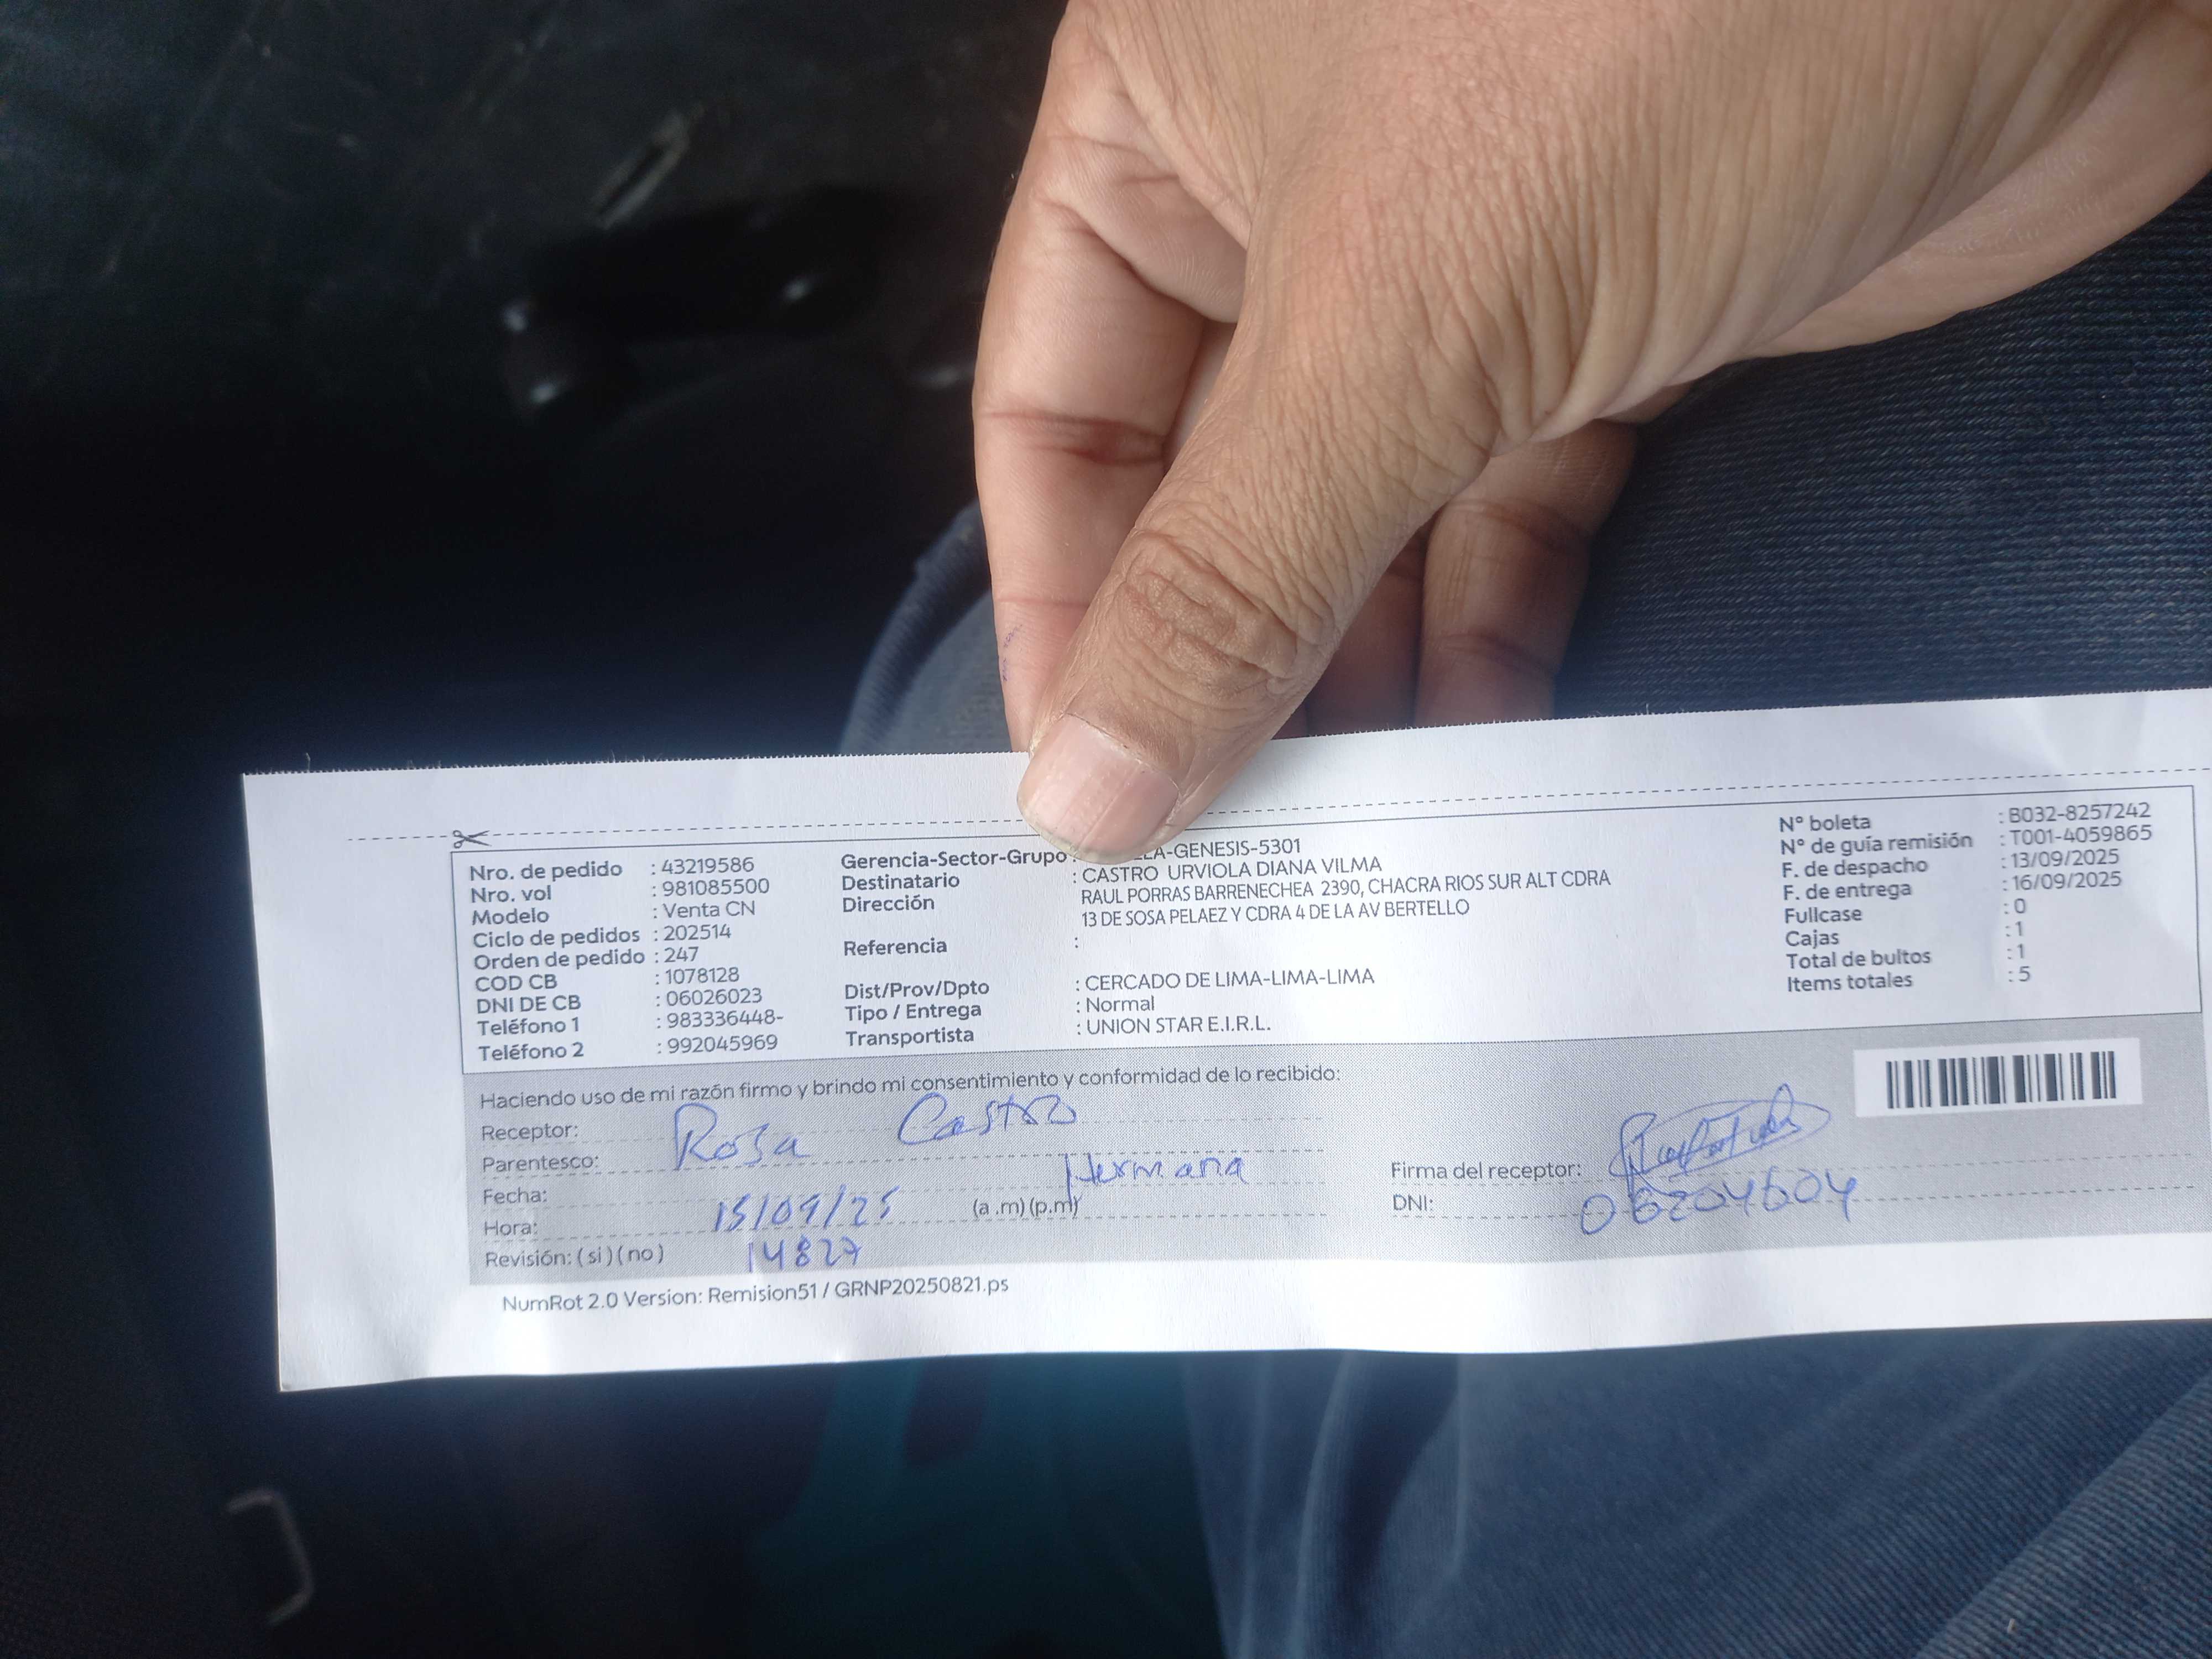 Nro. de pedido : 43219586
Nro. vol : 981085500
Modelo : Venta CN
Ciclo de pedidos : 202514
Orden de pedido : 247
COD CB : 1078128
DNI DE CB : 06026023
Teléfono 1 : 983336448-
Teléfono 2 : 992045969
Gerencia-Sector-Grupo : LA-GENESIS-5301
Destinatario : CASTRO URVIOLA DIANA VILMA
Dirección RAUL PORRAS BARRENECHEA 2390, CHACRA RIOS SUR ALT CDRA
13 DE SOSA PELAEZ Y CDRA 4 DE LA AV BERTELLO
Referencia :
Dist/Prov/Dpto : CERCADO DE LIMA-LIMA-LIMA
Tipo / Entrega : Normal
Transportista : UNION STAR E.I.R.L.
N° boleta : B032-8257242
N° de guía remisión : T001-4059865
F. de despacho : 13/09/2025
F. de entrega : 16/09/2025
Fullcase : 0
Cajas : 1
Total de bultos : 1
Items totales : 5
Haciendo uso de mi razón firmo y brindo mi consentimiento y conformidad de lo recibido:
Receptor: Rosa Castro
Parentesco: Hermana
Fecha: 15/09/25
Hora: 14827 (a .m) (p.m)
Revisión: ( si ) ( no )
Firma del receptor:
DNI: 06204604
NumRot 2.0 Version: Remision51 / GRNP20250821.ps